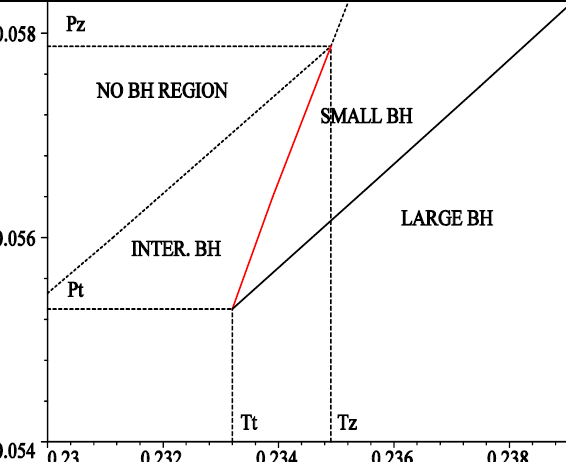 0.058
Pz
NO BH REGION
SMALL BH
LARGE BH
0.056
INTER. BH
Pt
Tt
Tz
0.054
0.23
0.232
0.234
0.236
0.238